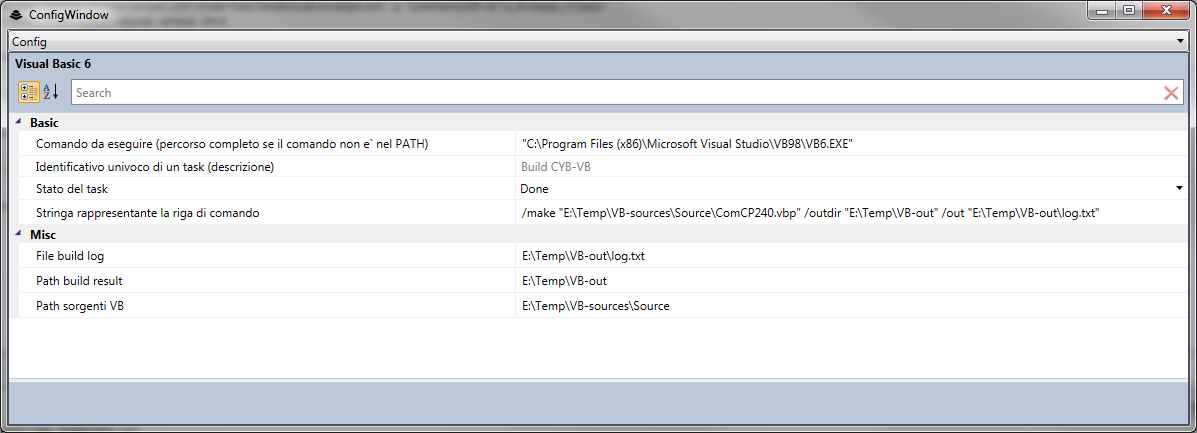 ConfigWindow
Config
Visual Basic 6
A
Z
Search
Basic
Comando da eseguire (percorso completo se il comando non e` nel PATH) "C:\Program Files (x86)\Microsoft Visual Studio\VB98\VB6.EXE"
Identificativo univoco di un task (descrizione) Build CYB-VB
Stato del task Done
Stringa rappresentante la riga di comando /make "E:\Temp\VB-sources\Source\ComCP240.vbp" /outdir "E:\Temp\VB-out" /out "E:\Temp\VB-out\log.txt"
Misc
File build log E:\Temp\VB-out\log.txt
Path build result E:\Temp\VB-out
Path sorgenti VB E:\Temp\VB-sources\Source